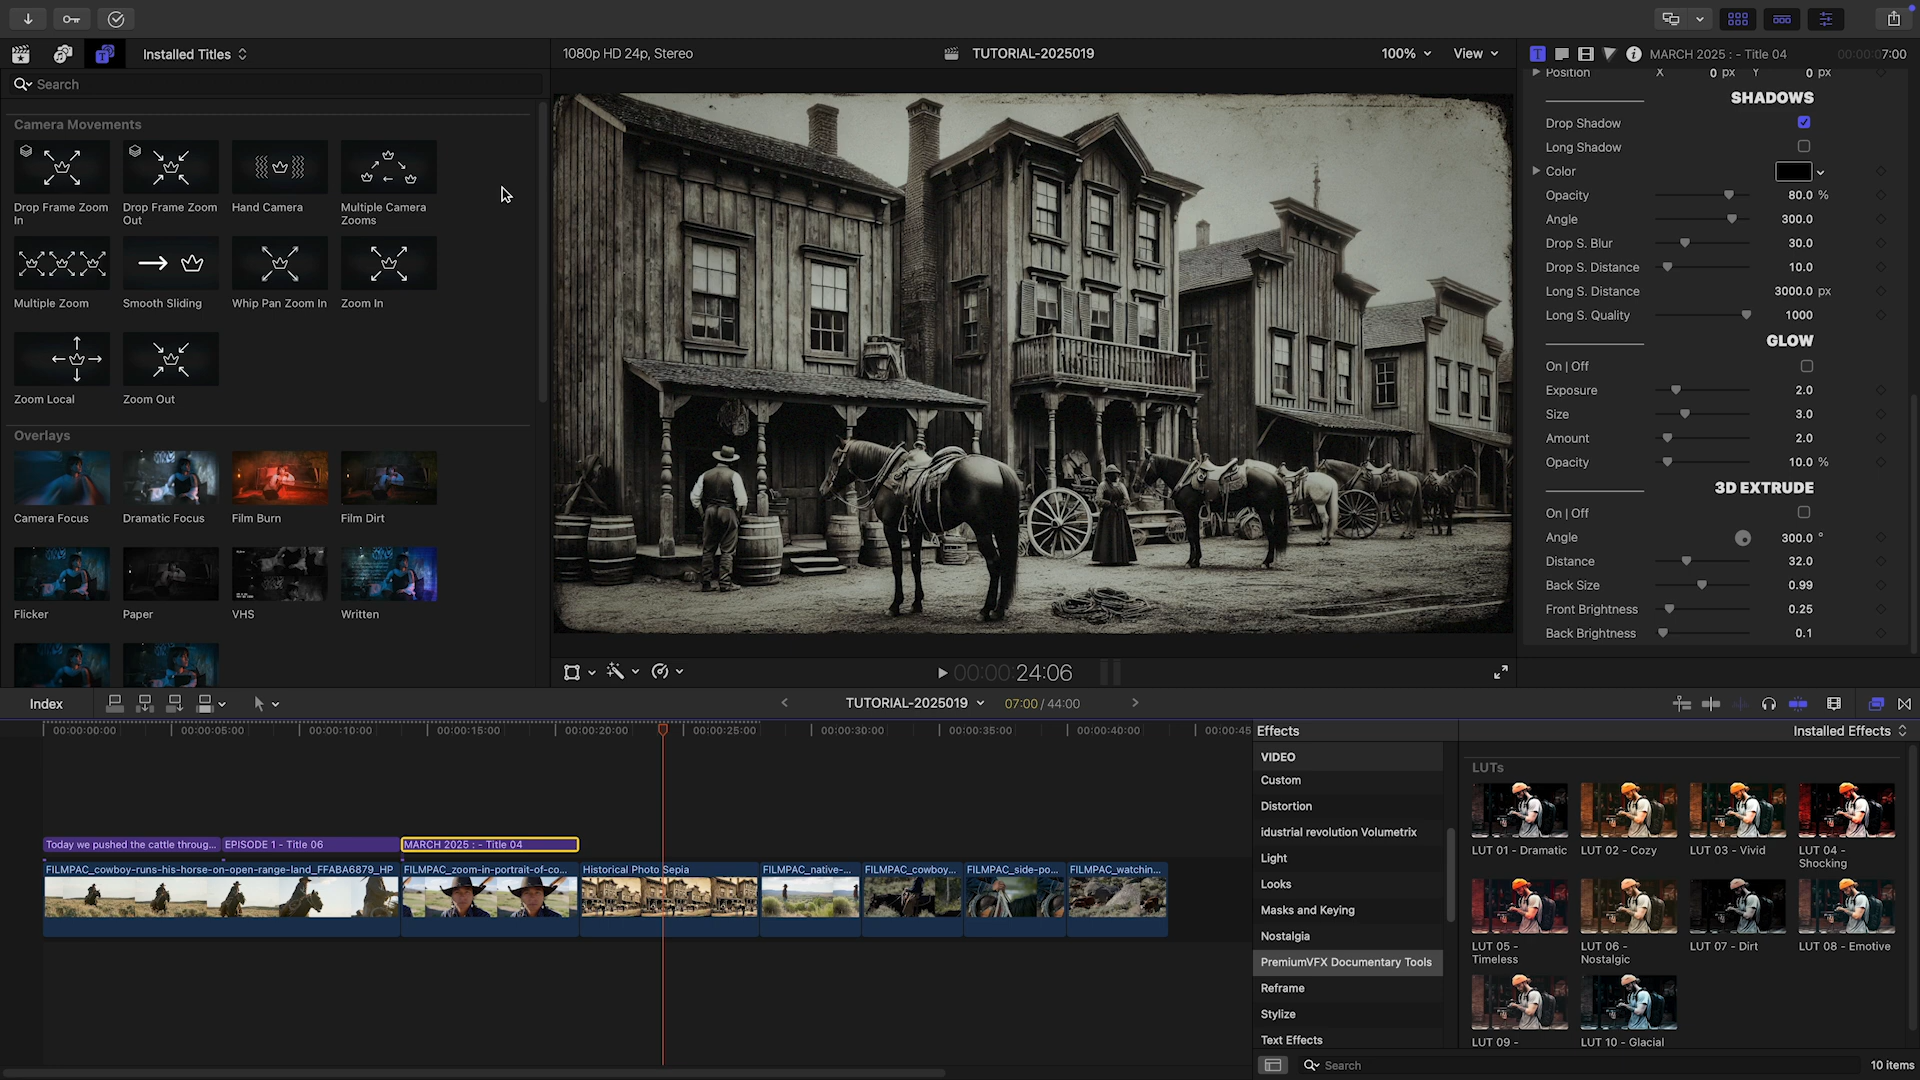 Installed Titles
1080p HD 24p, Stereo
TUTORIAL-2025019
100%
View
MARCH 2025 : - Title 04
00:00:07:00
Search
Camera Movements
Drop Frame Zoom In
Drop Frame Zoom Out
Hand Camera
Multiple Camera Zooms
Multiple Zoom
Smooth Sliding
Whip Pan Zoom In
Zoom In
Zoom Local
Zoom Out
Overlays
Camera Focus
Dramatic Focus
Film Burn
Film Dirt
Flicker
Paper
VHS
Written
Position X 0 px Y 0 px
SHADOWS
Drop Shadow
Long Shadow
Color
Opacity 80.0 %
Angle 300.0
Drop S. Blur 30.0
Drop S. Distance 10.0
Long S. Distance 3000.0 px
Long S. Quality 1000
GLOW
On | Off
Exposure 2.0
Size 3.0
Amount 2.0
Opacity 10.0 %
3D EXTRUDE
On | Off
Angle 300.0 °
Distance 32.0
Back Size 0.99
Front Brightness 0.25
Back Brightness 0.1
00:00:24:06
Index
TUTORIAL-2025019
07:00 / 44:00
00:00:00:00
00:00:05:00
00:00:10:00
00:00:15:00
00:00:20:00
00:00:25:00
00:00:30:00
00:00:35:00
00:00:40:00
00:00:45
Today we pushed the cattle throug...
EPISODE 1 - Title 06
MARCH 2025 : - Title 04
FILMPAC_cowboy-runs-his-horse-on-open-range-land_FFABA6879_HP
FILMPAC_zoom-in-portrait-of-co...
Historical Photo Sepia
FILMPAC_native-...
FILMPAC_cowboy...
FILMPAC_side-po...
FILMPAC_watchin...
Effects
Installed Effects
VIDEO
Custom
Distortion
idustrial revolution Volumetrix
Light
Looks
Masks and Keying
Nostalgia
PremiumVFX Documentary Tools
Reframe
Stylize
Text Effects
LUTs
LUT 01 - Dramatic
LUT 02 - Cozy
LUT 03 - Vivid
LUT 04 - Shocking
LUT 05 - Timeless
LUT 06 - Nostalgic
LUT 07 - Dirt
LUT 08 - Emotive
LUT 09 -
LUT 10 - Glacial
Search
10 items